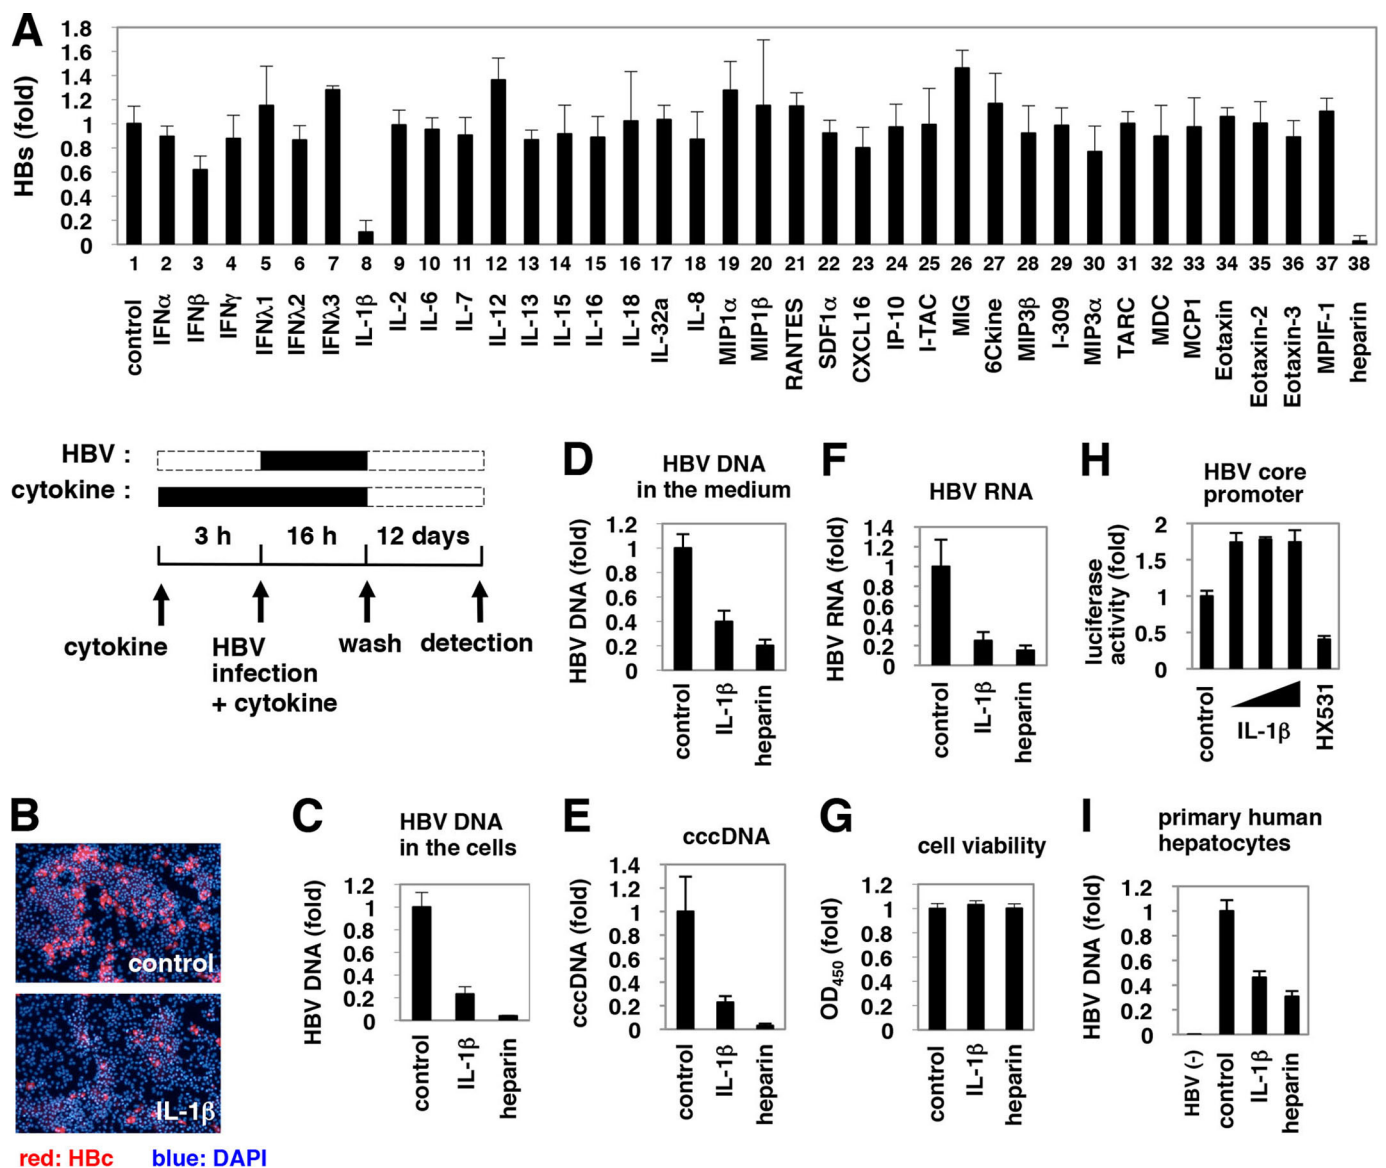 A
HBs (fold)
1.8
1.6
1.4
1.2
1
0.8
0.6
0.4
0.2
0
1 2 3 4 5 6 7 8 9 10 11 12 13 14 15 16 17 18 19 20 21 22 23 24 25 26 27 28 29 30 31 32 33 34 35 36 37 38
control
IFNα
IFNβ
IFNγ
IFNλ1
IFNλ2
IFNλ3
IL-1β
IL-2
IL-6
IL-7
IL-12
IL-13
IL-15
IL-16
IL-18
IL-32a
IL-8
MIP1α
MIP1β
RANTES
SDF1α
CXCL16
IP-10
I-TAC
MIG
6Ckine
MIP3β
I-309
MIP3α
TARC
MDC
MCP1
Eotaxin
Eotaxin-2
Eotaxin-3
MPIF-1
heparin
HBV :
cytokine :
3 h 16 h 12 days
cytokine
HBV
infection
+ cytokine
wash
detection
D
HBV DNA
in the medium
HBV DNA (fold)
1.2
1
0.8
0.6
0.4
0.2
0
control
IL-1β
heparin
F
HBV RNA
HBV RNA (fold)
1.4
1.2
1
0.8
0.6
0.4
0.2
0
control
IL-1β
heparin
H
HBV core
promoter
luciferase
activity (fold)
2
1.5
1
0.5
0
control
IL-1β
HX531
B
control
IL-1β
red: HBc blue: DAPI
C
HBV DNA
in the cells
HBV DNA (fold)
1.2
1
0.8
0.6
0.4
0.2
0
control
IL-1β
heparin
E
cccDNA
cccDNA (fold)
1.4
1.2
1
0.8
0.6
0.4
0.2
0
control
IL-1β
heparin
G
cell viability
OD450 (fold)
1.2
1
0.8
0.6
0.4
0.2
0
control
IL-1β
heparin
I
primary human
hepatocytes
HBV DNA (fold)
1.2
1
0.8
0.6
0.4
0.2
0
HBV (-)
control
IL-1β
heparin